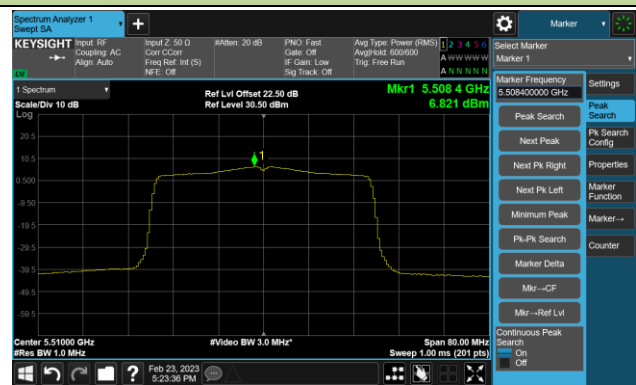 Spectrum Analyzer 1
Swept SA
Marker
KEYSIGHT
Input: RF
Coupling: AC
Align: Auto
Input Z: 50 Ω
Corr CCorr
Freq Ref: Int (S)
NFE: Off
#Atten: 20 dB
PNO: Fast
Gate: Off
IF Gain: Low
Sig Track: Off
Avg Type: Power (RMS)
Avg|Hold: 600/600
Trig: Free Run
1 2 3 4 5 6
A W W W W W
A N N N N N
LVI
Select Marker
Marker 1
1 Spectrum
Scale/Div 10 dB
Log
Ref Lvl Offset 22.50 dB
Ref Level 30.50 dBm
Mkr1 5.508 4 GHz
6.821 dBm
20.5
10.5
0.500
-9.50
-19.5
-29.5
-39.5
-49.5
-59.5
1
Center 5.51000 GHz
#Res BW 1.0 MHz
#Video BW 3.0 MHz*
Span 80.00 MHz
Sweep 1.00 ms (201 pts)
Marker Frequency
5.508400000 GHz
Peak Search
Next Peak
Next Pk Right
Next Pk Left
Minimum Peak
Pk-Pk Search
Marker Delta
Mkr→CF
Mkr→Ref Lvl
Continuous Peak
Search
On
Off
Settings
Peak
Search
Pk Search
Config
Properties
Marker
Function
Marker→
Counter
?
Feb 23, 2023
5:23:36 PM